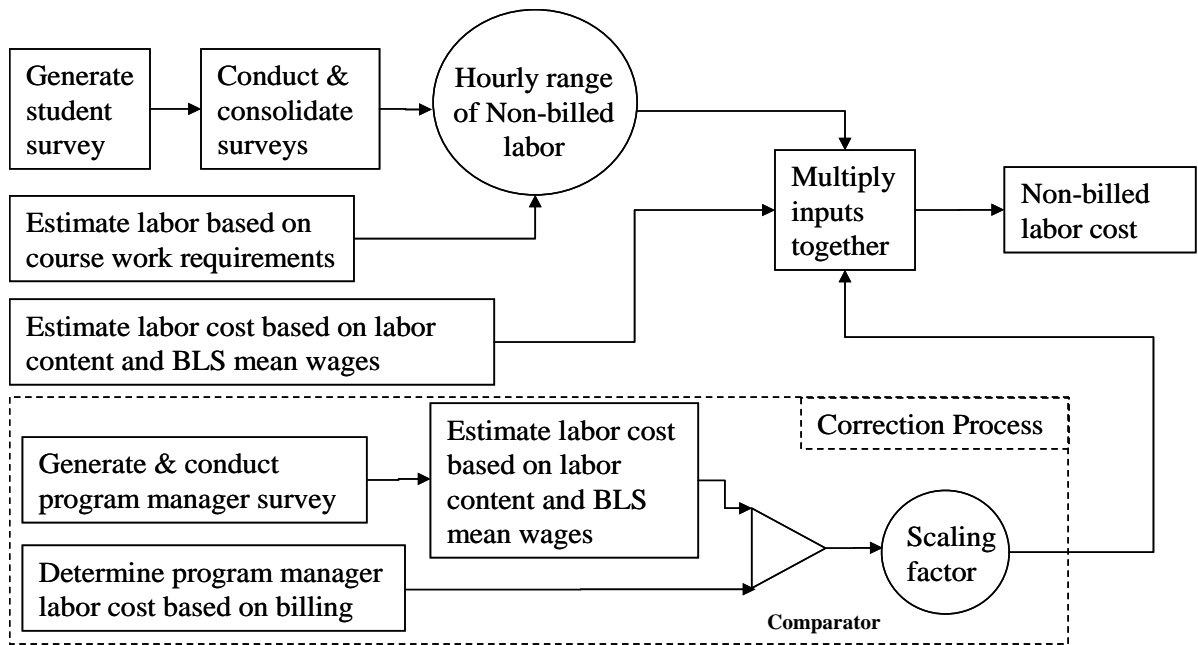 Generate
student
survey
Conduct &
consolidate
surveys
Hourly range
of Non-billed
labor
Multiply
inputs
together
Non-billed
labor cost
Estimate labor based on
course work requirements
Estimate labor cost based on labor
content and BLS mean wages
Correction Process
Generate & conduct
program manager survey
Estimate labor cost
based on labor
content and BLS
mean wages
Scaling
factor
Determine program manager
labor cost based on billing
Comparator